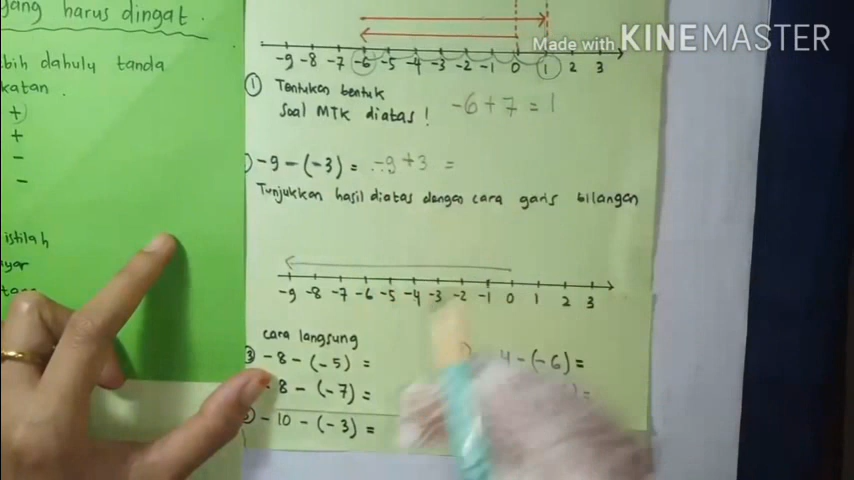 yang harus dingat.
bih dahulu tanda
katan.
+
+
-
-
istilah
Made with KINEMASTER
-9 -8 -7 -6 -5 -4 -3 -2 -1 0 1 2 3
① Tentukan bentuk
Soal MTK diatas! -6+7=1
-9-(-3) = -9+3 =
Tunjukkan hasil diatas dengan cara garis bilangan
-9 -8 -7 -6 -5 -4 -3 -2 -1 0 1 2 3
cara langsung
③ -8-(-5) =
4-(-6)=
8-(-7) =
-10-(-3) =